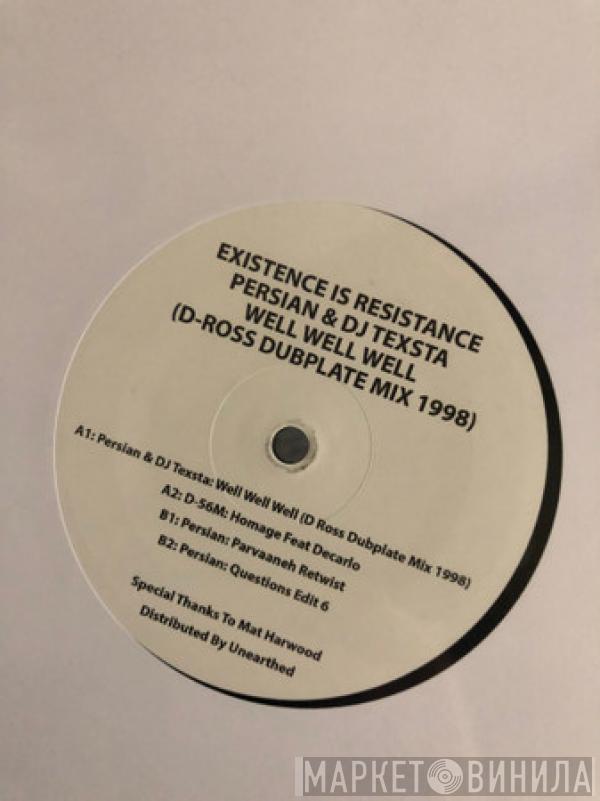 EXISTENCE IS RESISTANCE
PERSIAN & DJ TEXSTA
WELL WELL WELL
(D-ROSS DUBPLATE MIX 1998)
A1: Persian & DJ Texsta: Well Well Well (D Ross Dubplate Mix 1998)
A2: D-56M: Homage Feat Decarlo
B1: Persian: Parvaaneh Retwist
B2: Persian: Questions Edit 6
Special Thanks To Mat Harwood
Distributed By Unearthed
МАРКЕТ ВИНИЛА